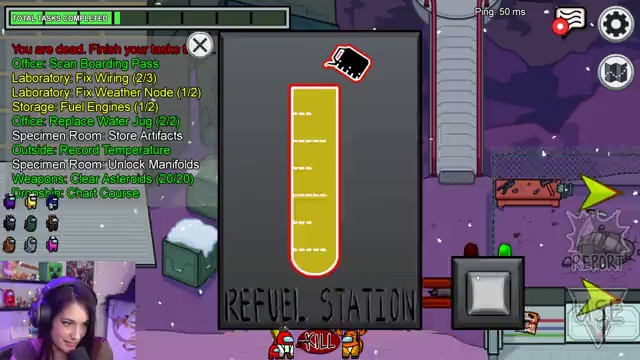 TOTAL TASKS COMPLETED
Ping: 50 ms
You are dead. Finish your tasks t
Office: Scan Boarding Pass
Laboratory: Fix Wiring (2/3)
Laboratory: Fix Weather Node (1/2)
Storage: Fuel Engines (1/2)
Office: Replace Water Jug (2/2)
Specimen Room: Store Artifacts
Outside: Record Temperature
Specimen Room: Unlock Manifolds
Weapons: Clear Asteroids (20/20)
Dropship: Chart Course
REPORT
REFUEL STATION
USE
KILL